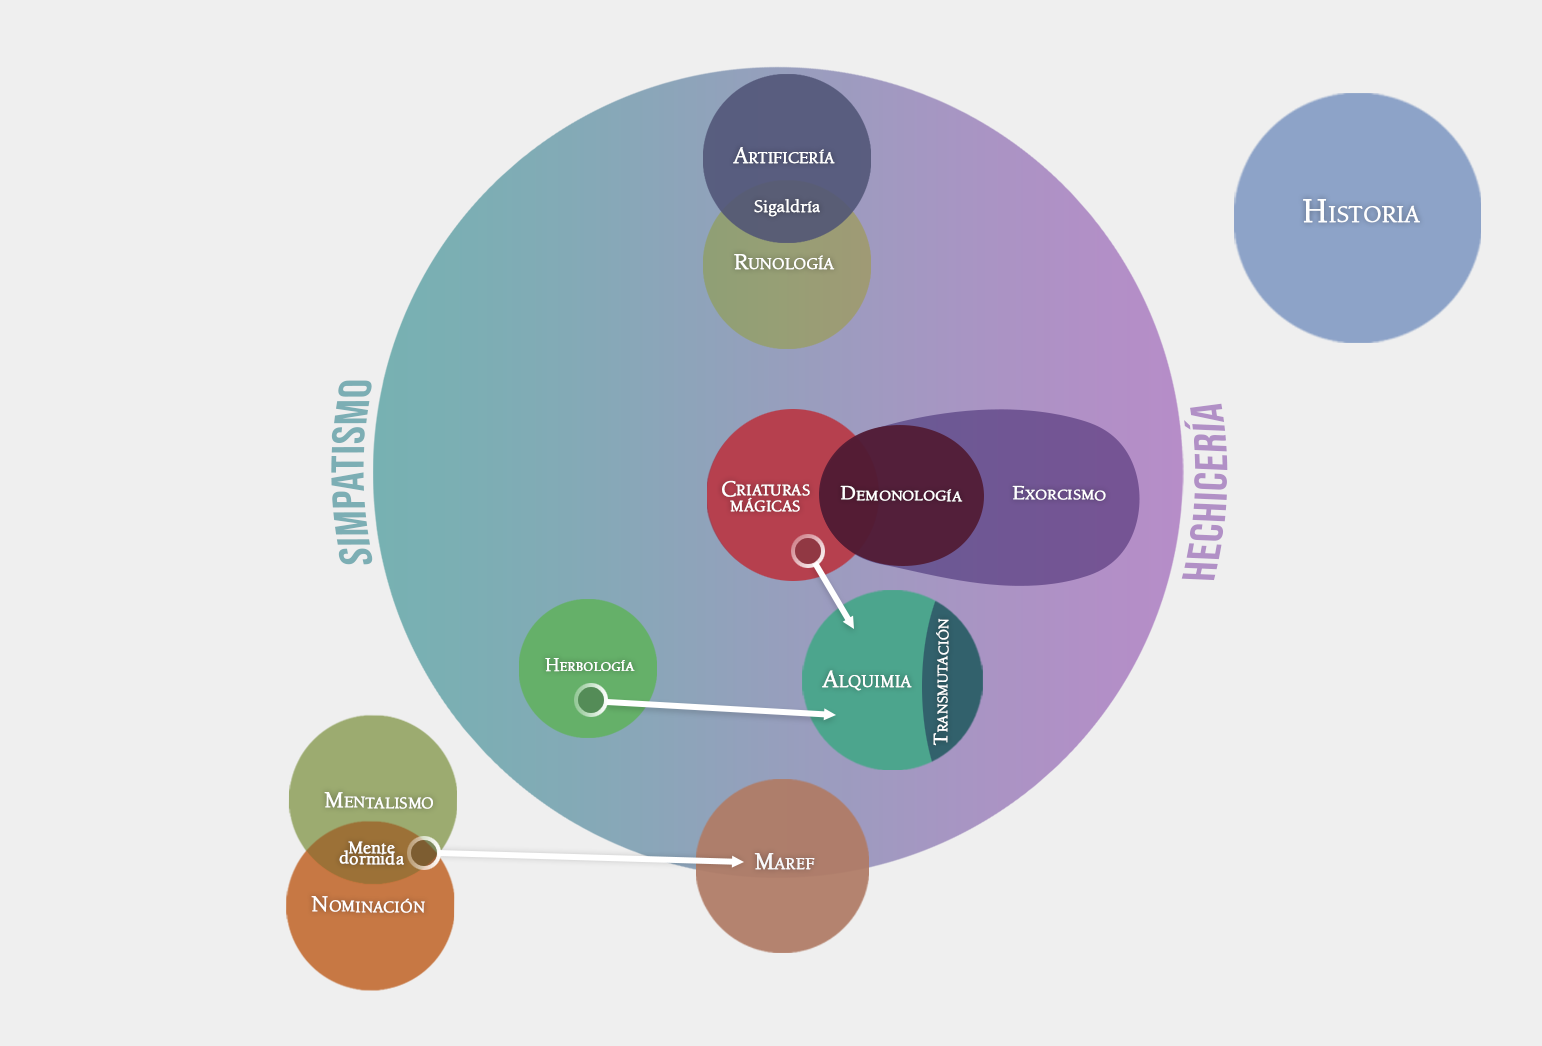 Artificería
Sigaldría
Runología
Historia
SIMPATISMO
HECHICERÍA
Criaturas
mágicas
Demonología
Exorcismo
Herbología
Alquimia
Transmutación
Mentalismo
Mente
dormida
Nominación
Maref